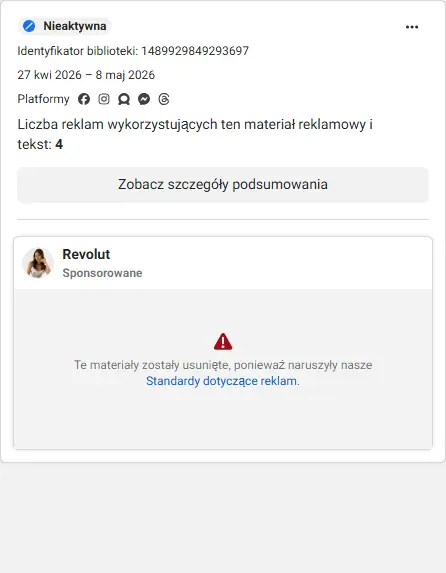 Nieaktywna
Identyfikator biblioteki: 1489929849293697
27 kwi 2026 – 8 maj 2026
Platformy
Liczba reklam wykorzystujących ten materiał reklamowy i
tekst: 4
Zobacz szczegóły podsumowania
Revolut
Sponsorowane
Te materiały zostały usunięte, ponieważ naruszyły nasze
Standardy dotyczące reklam.